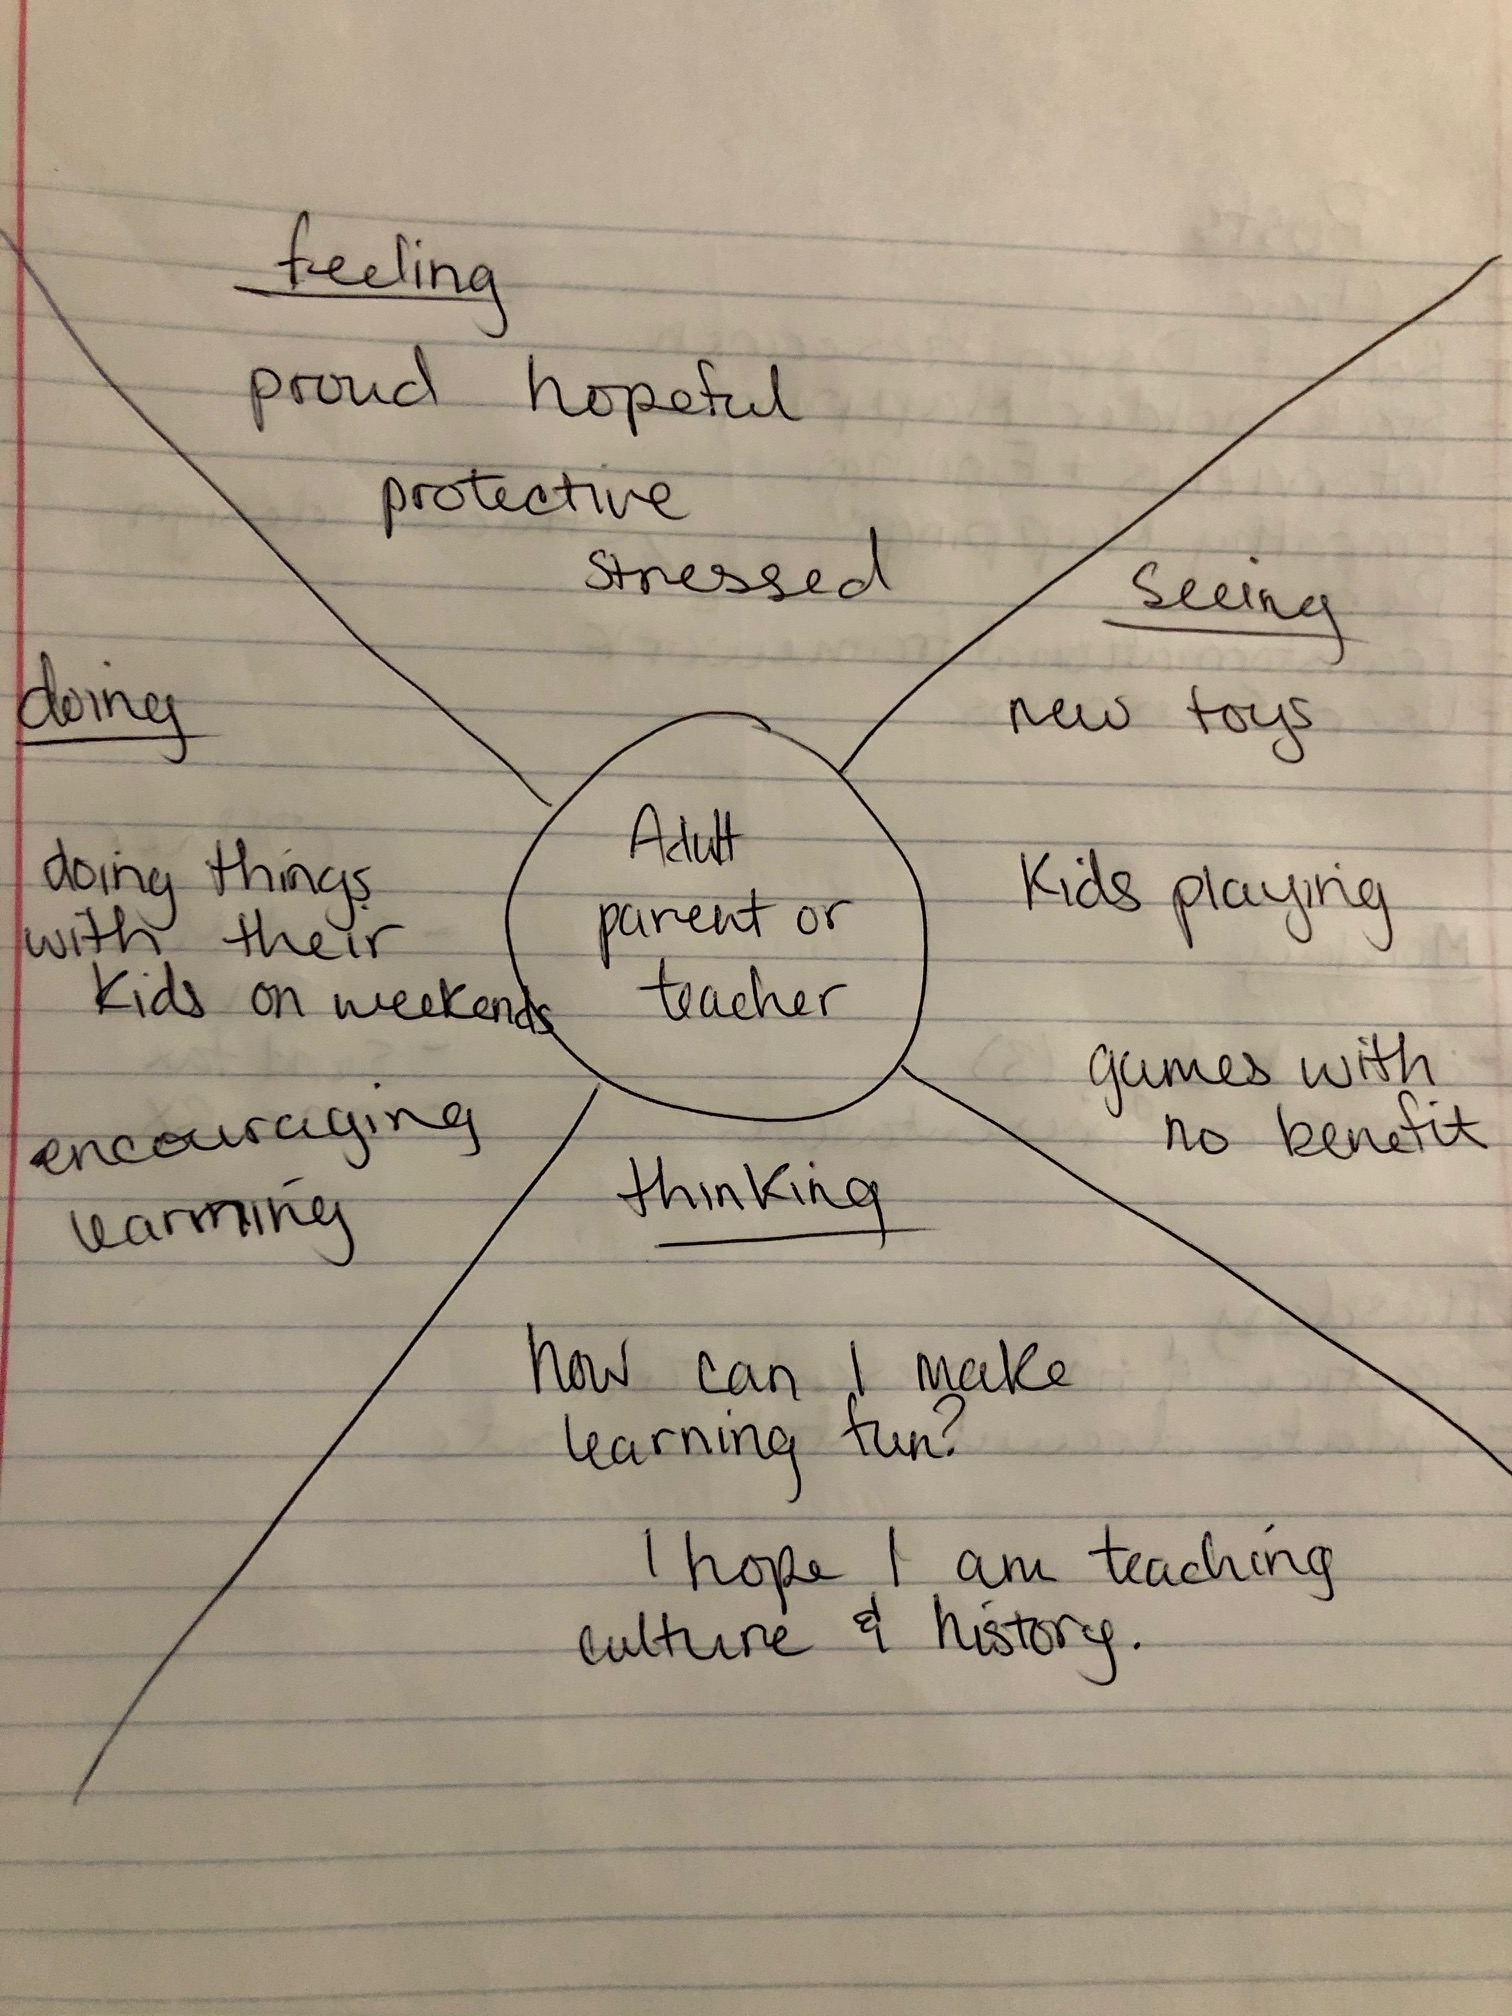 feeling
proud hopeful
protective
stressed
seeing
new toys
Kids playing
games with
no benefit
doing
doing things
with their
Kids on weekends
encouraging
learning
Adult
parent or
teacher
thinking
how can I make
learning fun?
I hope I am teaching
culture & history.